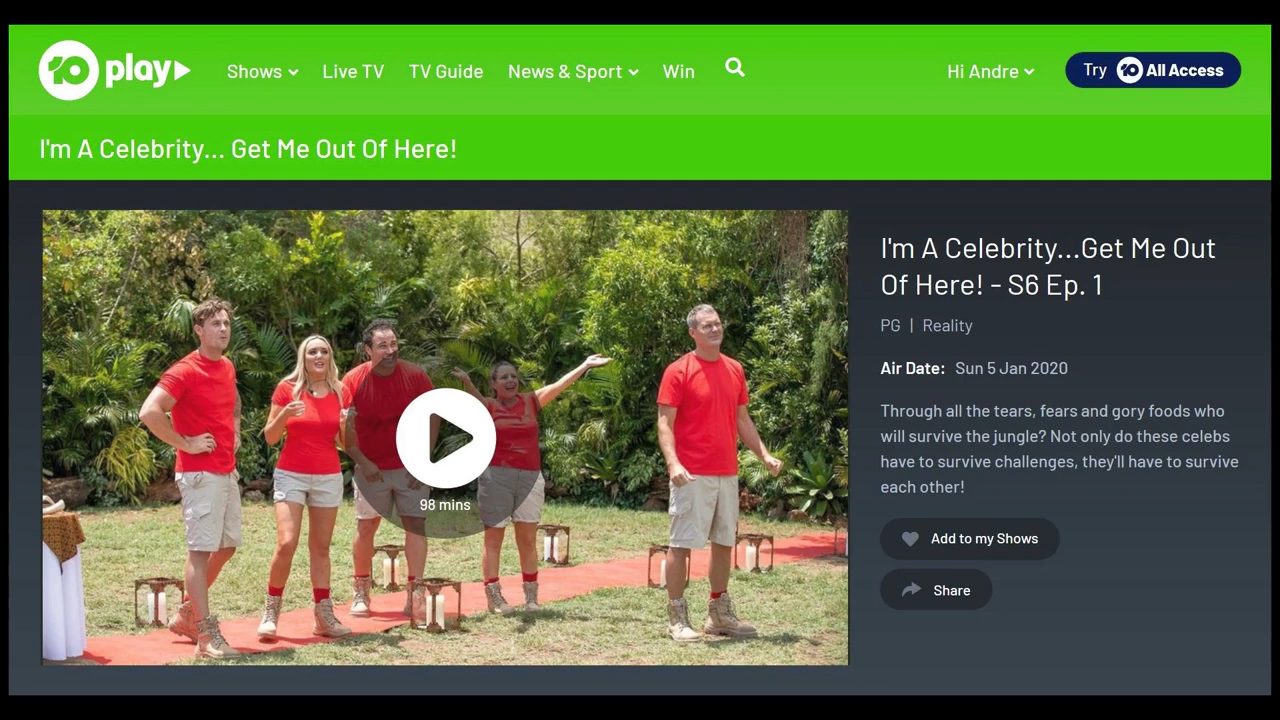 10 play
Shows Live TV TV Guide News & Sport Win Hi Andre Try 10 All Access
I'm A Celebrity... Get Me Out Of Here!
I'm A Celebrity...Get Me Out
Of Here! - S6 Ep. 1
PG | Reality
Air Date: Sun 5 Jan 2020
Through all the tears, fears and gory foods who
will survive the jungle? Not only do these celebs
have to survive challenges, they'll have to survive
each other!
98 mins
Add to my Shows
Share